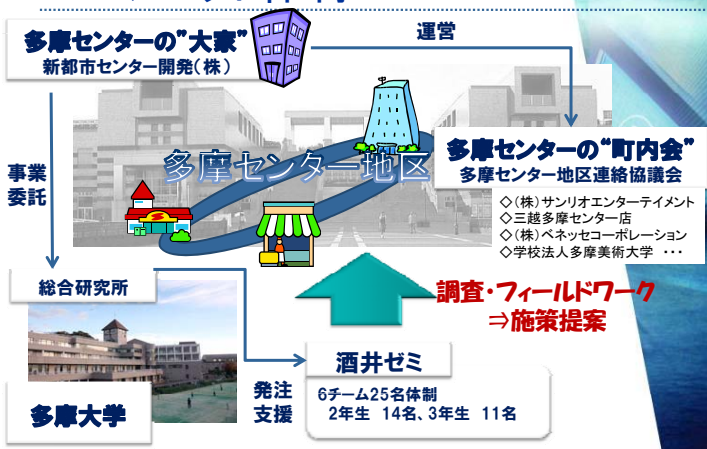 多摩センターの"大家"
新都市センター開発(株)
運営
事業
委託
多摩センター地区
多摩センターの"町内会"
多摩センター地区連絡協議会
◇(株)サンリオエンターテイメント
◇三越多摩センター店
◇(株)ベネッセコーポレーション
◇学校法人多摩美術大学 ・・・
総合研究所
調査・フィールドワーク
⇒施策提案
多摩大学
発注
支援
酒井ゼミ
6チーム25名体制
2年生 14名、3年生 11名